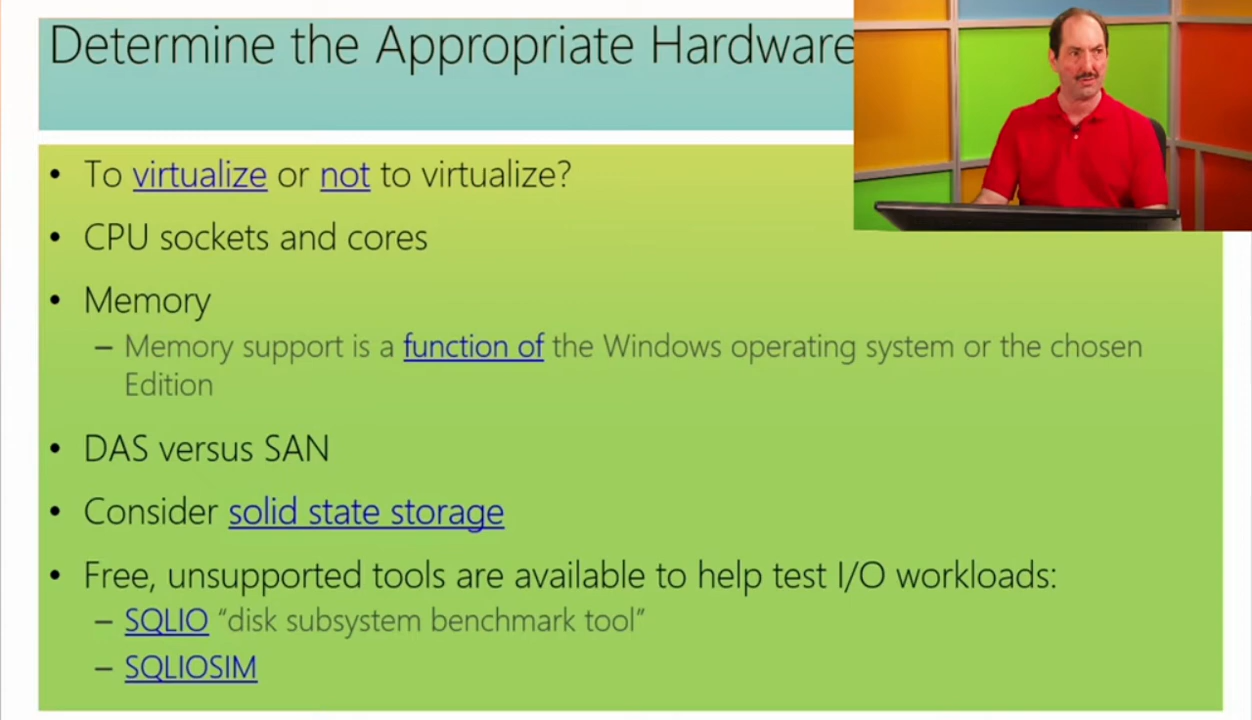 Determine the Appropriate Hardware
• To virtualize or not to virtualize?
• CPU sockets and cores
• Memory
– Memory support is a function of the Windows operating system or the chosen
Edition
• DAS versus SAN
• Consider solid state storage
• Free, unsupported tools are available to help test I/O workloads:
– SQLIO “disk subsystem benchmark tool”
– SQLIOSIM